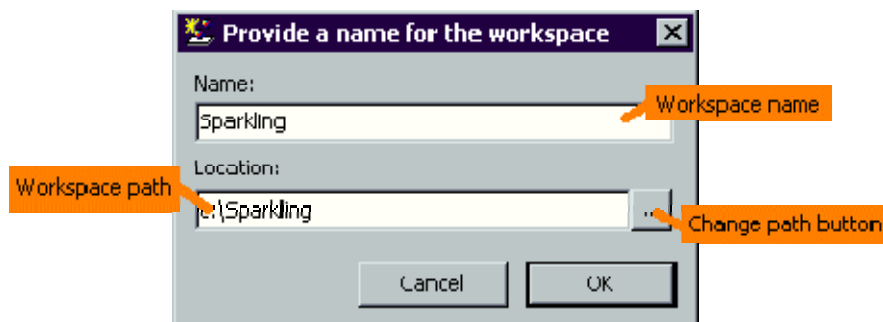 Provide a name for the workspace
Name:
Sparkling
Workspace name
Location:
Workspace path
c:\Sparkling
...
Change path button
Cancel
OK